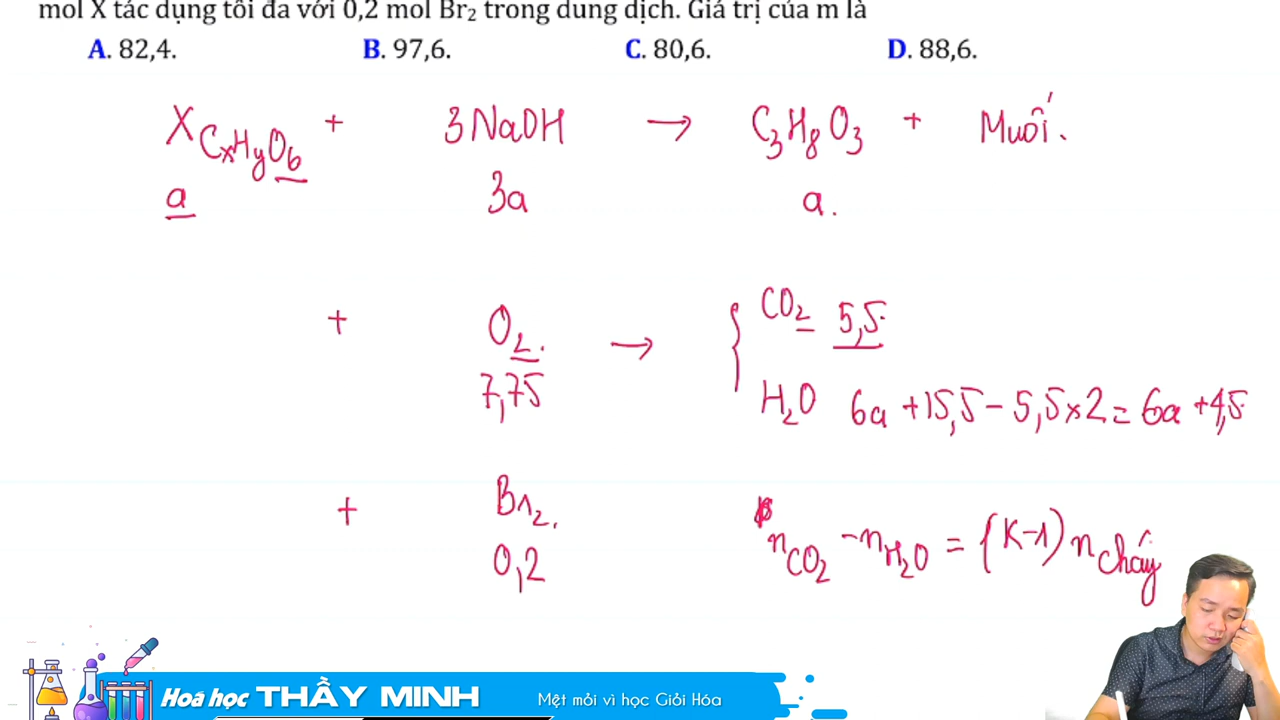 mol X tác dụng tối đa với 0,2 mol Br₂ trong dung dịch. Giá trị của m là
A. 82,4. B. 97,6. C. 80,6. D. 88,6.
X CxHyO6 + 3NaOH → C3H8O3 + Muối.
a 3a a.
+ O2. → { CO2 5,5
7,75 H2O 6a + 15,5 - 5,5×2 = 6a + 4,5
+ Br2. nCO2 - nH2O = (K-1) n cháy
0,2
Hoá học THẦY MINH Mệt mỏi vì học Giỏi Hóa